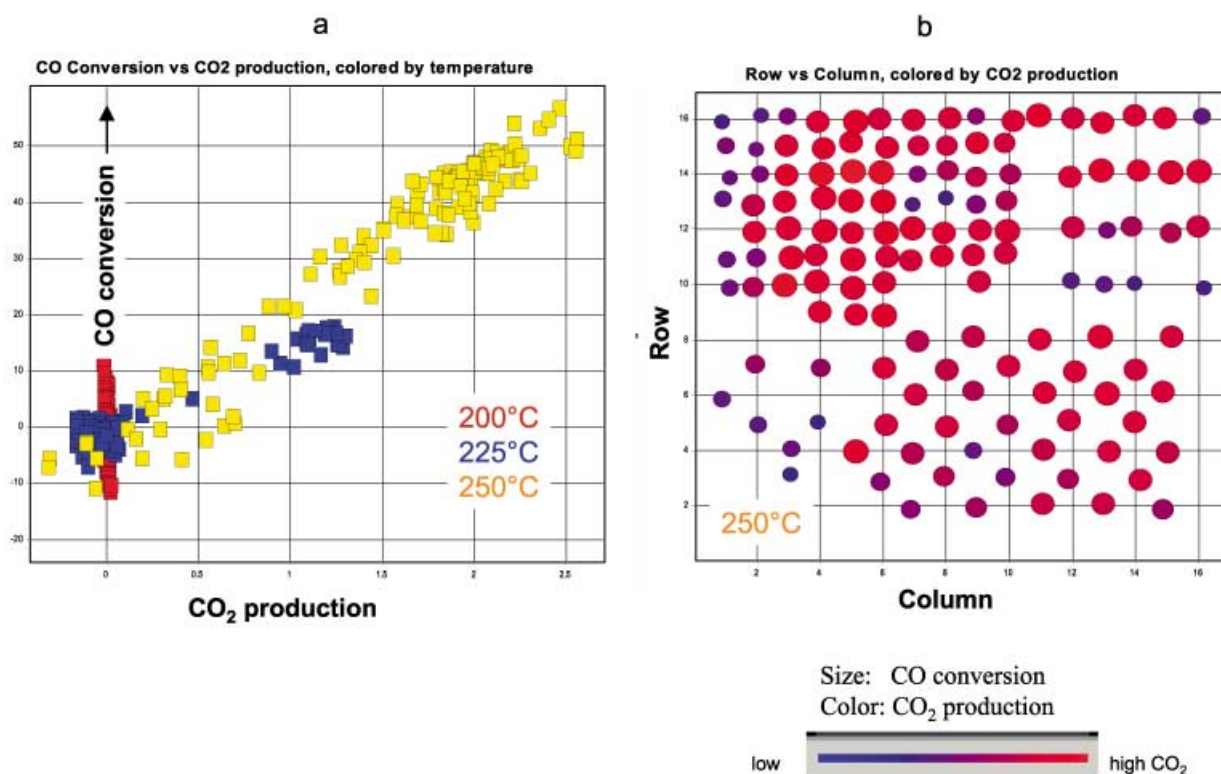 a
CO Conversion vs CO2 production, colored by temperature
CO conversion
50
40
30
20
10
0
-10
-20
200°C
225°C
250°C
0
0.5
1
1.5
2
2.5
CO₂ production
b
Row vs Column, colored by CO2 production
Row
16
14
12
10
8
6
4
2
250°C
2
4
6
8
10
12
14
16
Column
Size: CO conversion
Color: CO₂ production
low
high CO₂